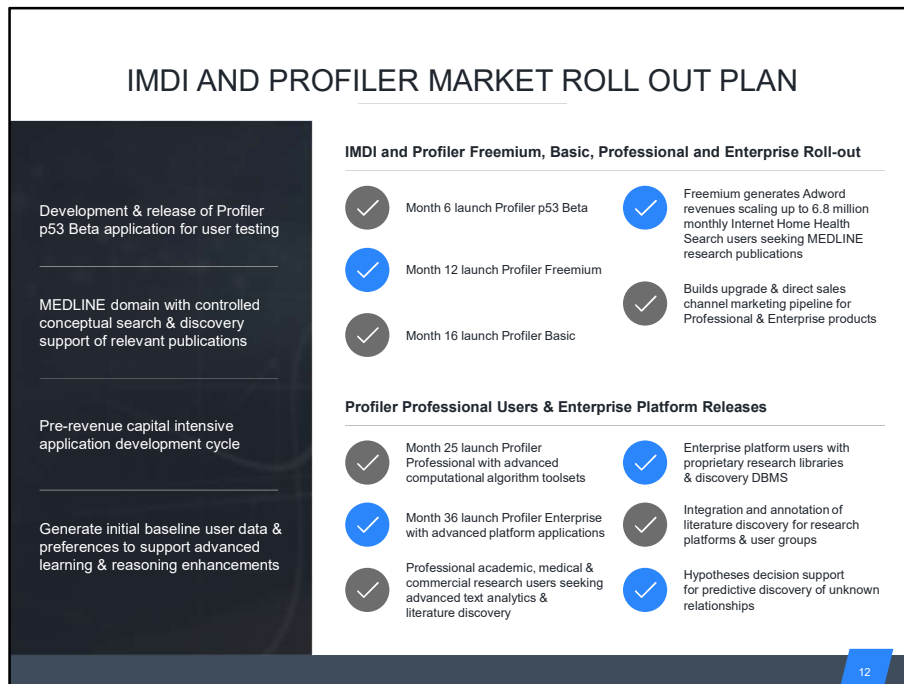 IMDI AND PROFILER MARKET ROLL OUT PLAN
Development & release of Profiler
p53 Beta application for user testing
MEDLINE domain with controlled
conceptual search & discovery
support of relevant publications
Pre-revenue capital intensive
application development cycle
Generate initial baseline user data &
preferences to support advanced
learning & reasoning enhancements
IMDI and Profiler Freemium, Basic, Professional and Enterprise Roll-out
Month 6 launch Profiler p53 Beta
Month 12 launch Profiler Freemium
Month 16 launch Profiler Basic
Freemium generates Adword
revenues scaling up to 6.8 million
monthly Internet Home Health
Search users seeking MEDLINE
research publications
Builds upgrade & direct sales
channel marketing pipeline for
Professional & Enterprise products
Profiler Professional Users & Enterprise Platform Releases
Month 25 launch Profiler
Professional with advanced
computational algorithm toolsets
Month 36 launch Profiler Enterprise
with advanced platform applications
Professional academic, medical &
commercial research users seeking
advanced text analytics &
literature discovery
Enterprise platform users with
proprietary research libraries
& discovery DBMS
Integration and annotation of
literature discovery for research
platforms & user groups
Hypotheses decision support
for predictive discovery of unknown
relationships
12